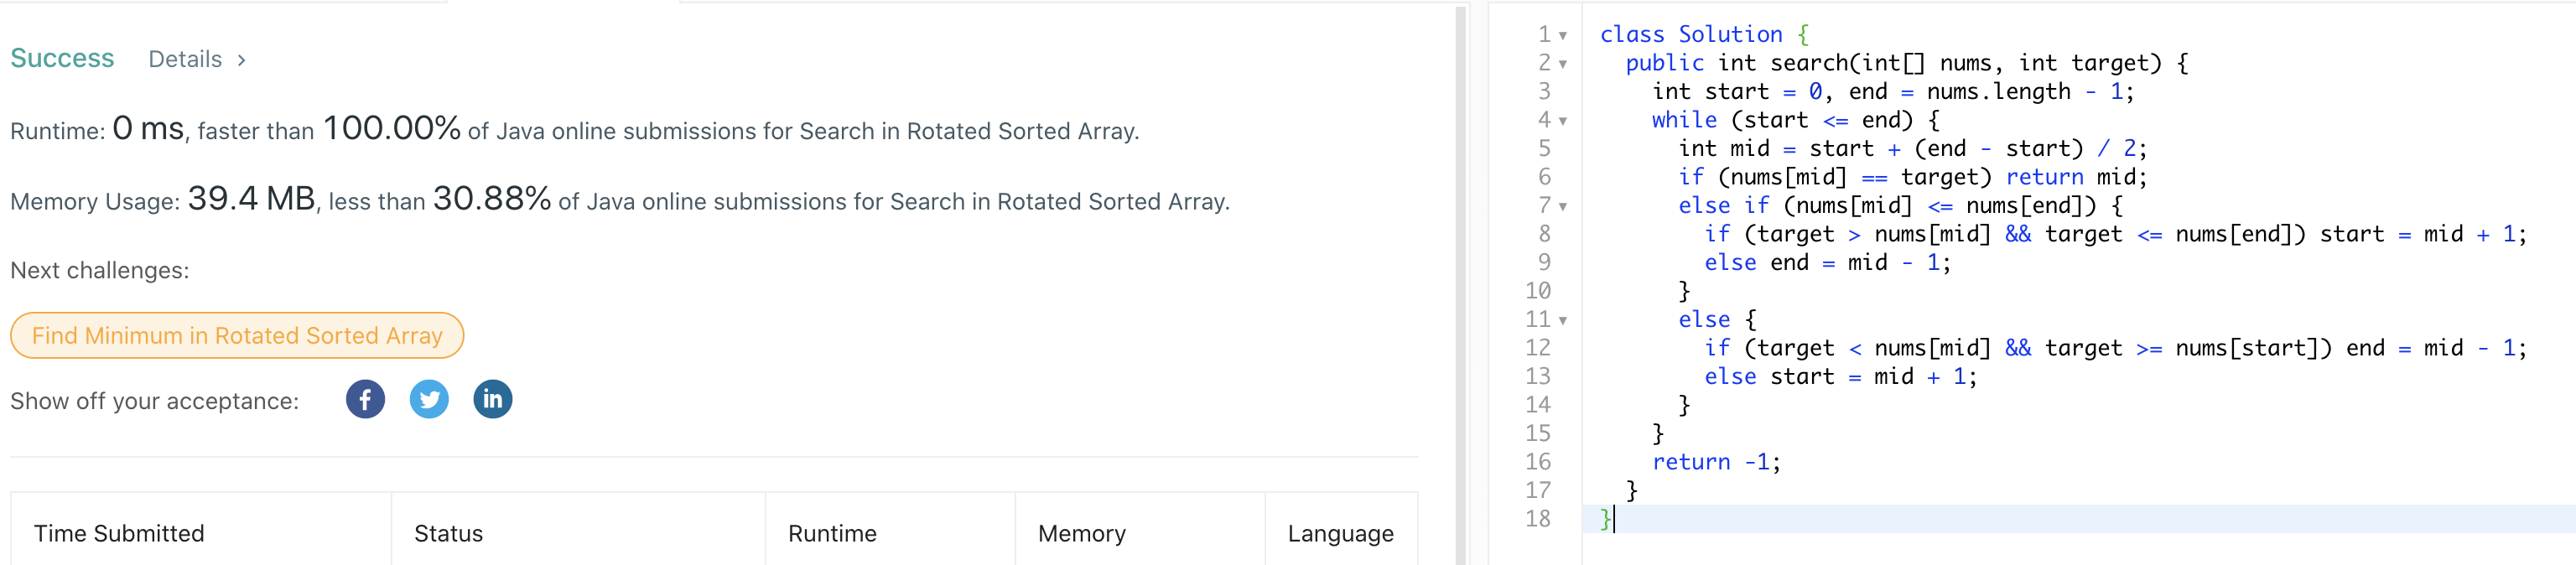 Success Details >
Runtime: 0 ms, faster than 100.00% of Java online submissions for Search in Rotated Sorted Array.
Memory Usage: 39.4 MB, less than 30.88% of Java online submissions for Search in Rotated Sorted Array.
Next challenges:
Find Minimum in Rotated Sorted Array
Show off your acceptance: f in
Time Submitted Status Runtime Memory Language
1 class Solution {
2   public int search(int[] nums, int target) {
3     int start = 0, end = nums.length - 1;
4     while (start <= end) {
5       int mid = start + (end - start) / 2;
6       if (nums[mid] == target) return mid;
7       else if (nums[mid] <= nums[end]) {
8         if (target > nums[mid] && target <= nums[end]) start = mid + 1;
9         else end = mid - 1;
10       }
11       else {
12         if (target < nums[mid] && target >= nums[start]) end = mid - 1;
13         else start = mid + 1;
14       }
15     }
16     return -1;
17   }
18 }